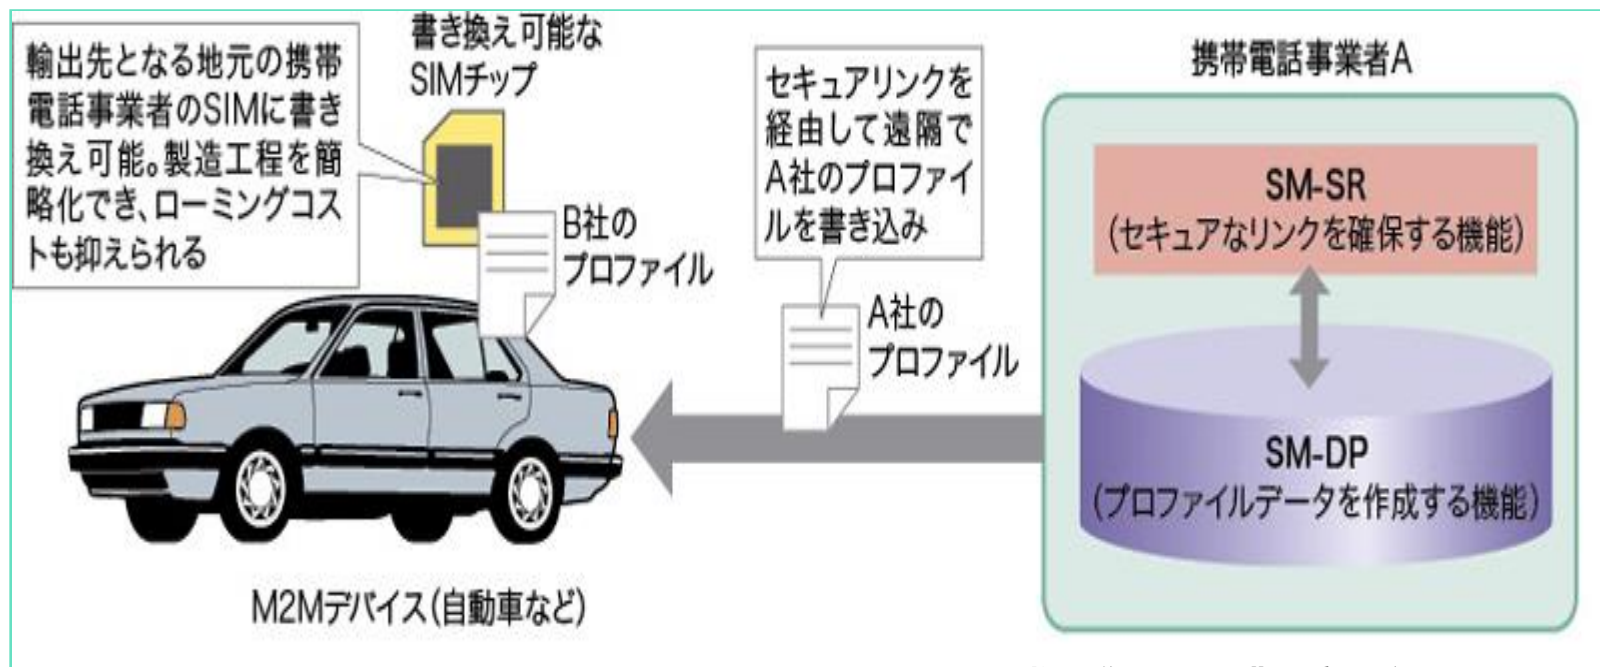 輸出先となる地元の携帯
電話事業者のSIMに書き
換え可能。製造工程を簡
略化でき、ローミングコス
トも抑えられる
書き換え可能な
SIMチップ
B社の
プロファイル
セキュアリンクを
経由して遠隔で
A社のプロファイ
ルを書き込み
A社の
プロファイル
携帯電話事業者A
SM-SR
(セキュアなリンクを確保する機能)
SM-DP
(プロファイルデータを作成する機能)
M2Mデバイス(自動車など)